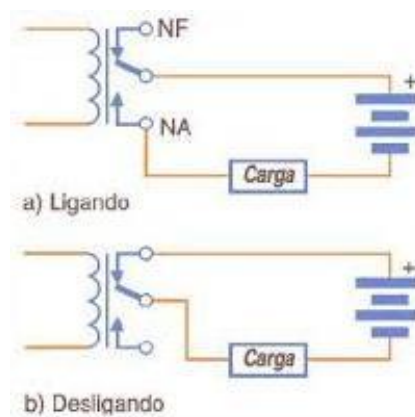 NF
+
NA
Carga
a) Ligando
+
Carga
b) Desligando